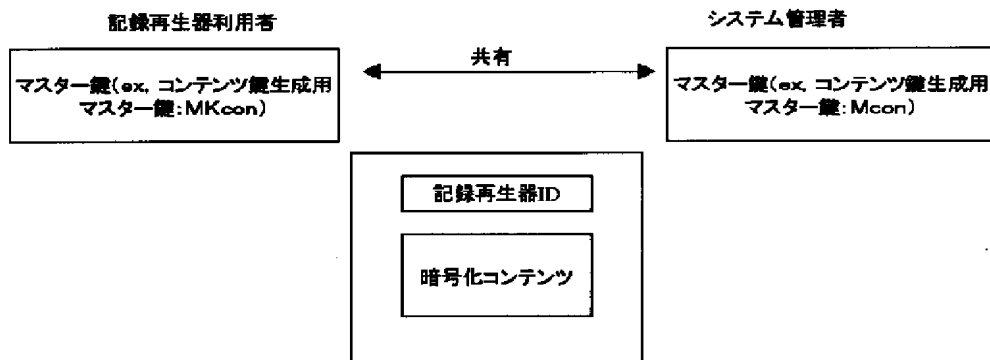 記録再生器利用者
システム管理者
共有
マスター鍵(ex, コンテンツ鍵生成用
マスター鍵:MKcon)
マスター鍵(ex, コンテンツ鍵生成用
マスター鍵:Mcon)
記録再生器ID
暗号化コンテンツ